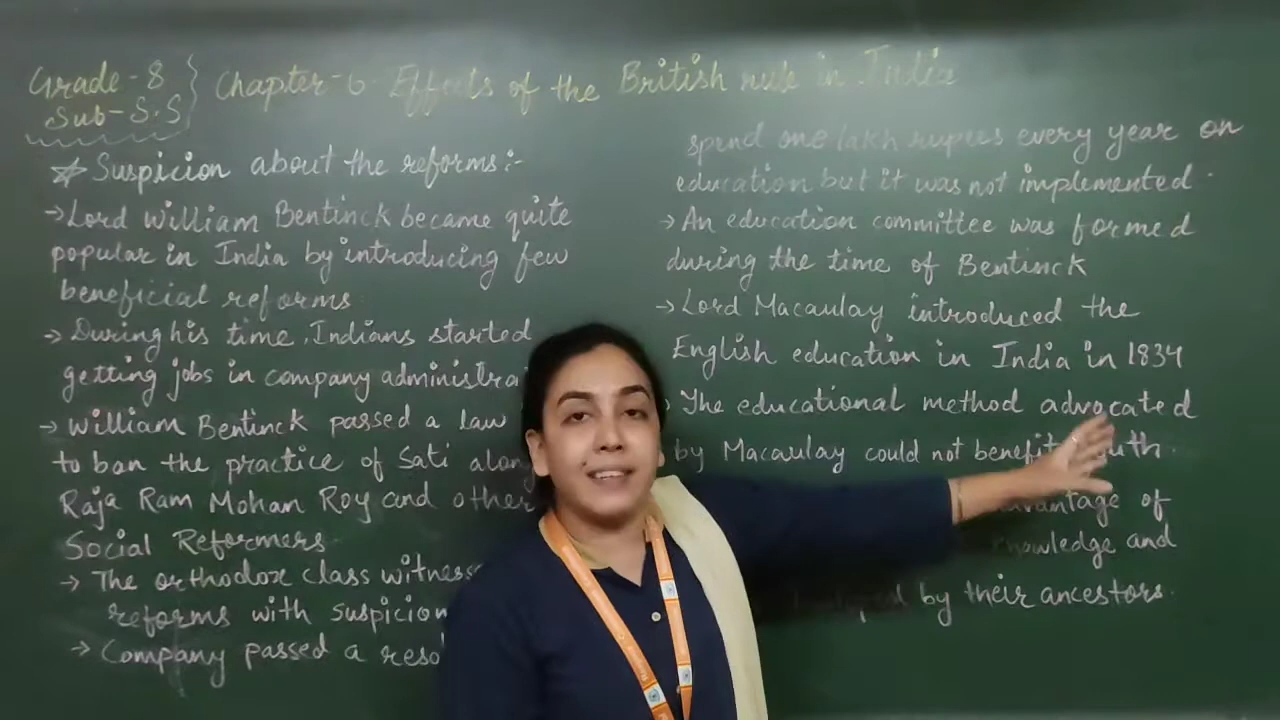 Grade - 8
Sub - S.S
Chapter - 6 Effects of the British rule in India
☆ Suspicion about the reforms :-
→ Lord William Bentinck became quite
popular in India by introducing few
beneficial reforms
→ During his time, Indians started
getting jobs in company administra
→ William Bentinck passed a law
to ban the practice of Sati along
Raja Ram Mohan Roy and other
Social Reformers
→ The orthodox class witness
reforms with suspicion
→ Company passed a reso
spend one lakh rupees every year on
education but it was not implemented.
→ An education committee was formed
during the time of Bentinck
→ Lord Macaulay introduced the
English education in India in 1834
The educational method advocated
by Macaulay could not benefit
of
knowledge and
by their ancestors.